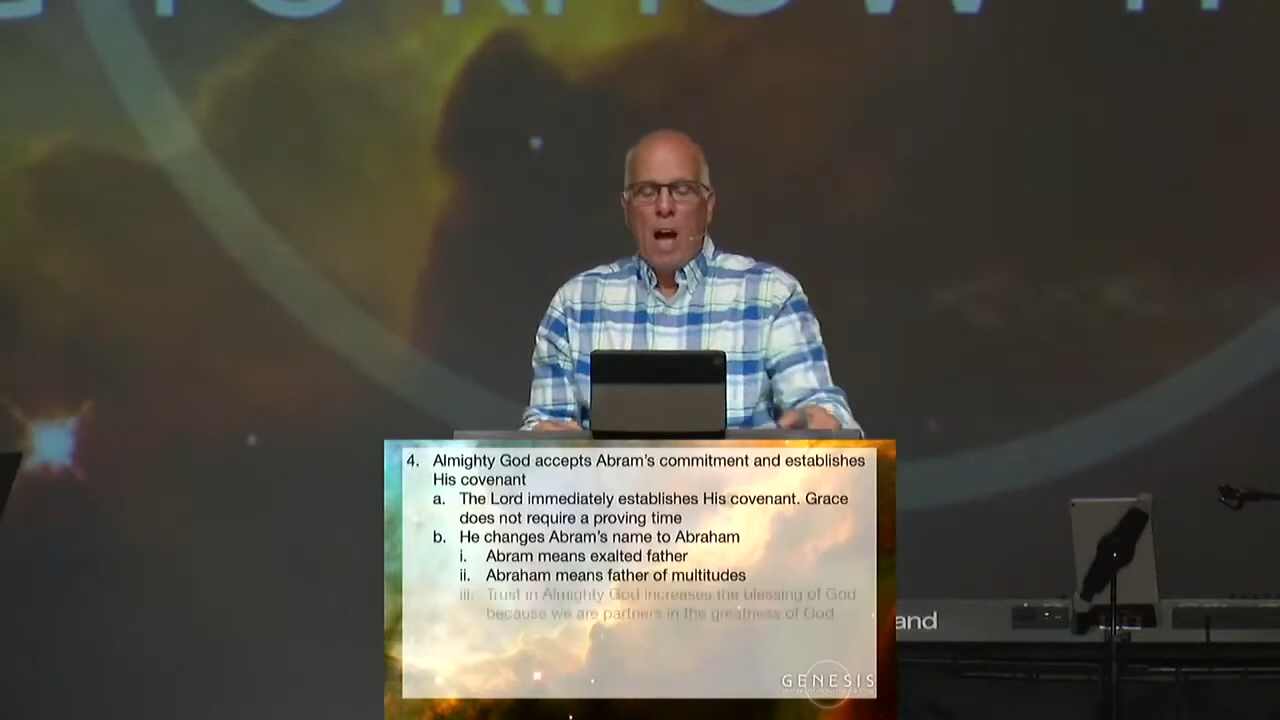 TO KNOW
4. Almighty God accepts Abram's commitment and establishes
His covenant
a. The Lord immediately establishes His covenant. Grace
does not require a proving time
b. He changes Abram's name to Abraham
i. Abram means exalted father
ii. Abraham means father of multitudes
iii. Trust in Almighty God increases the blessing of God
because we are partners in the greatness of God
and
GENESIS